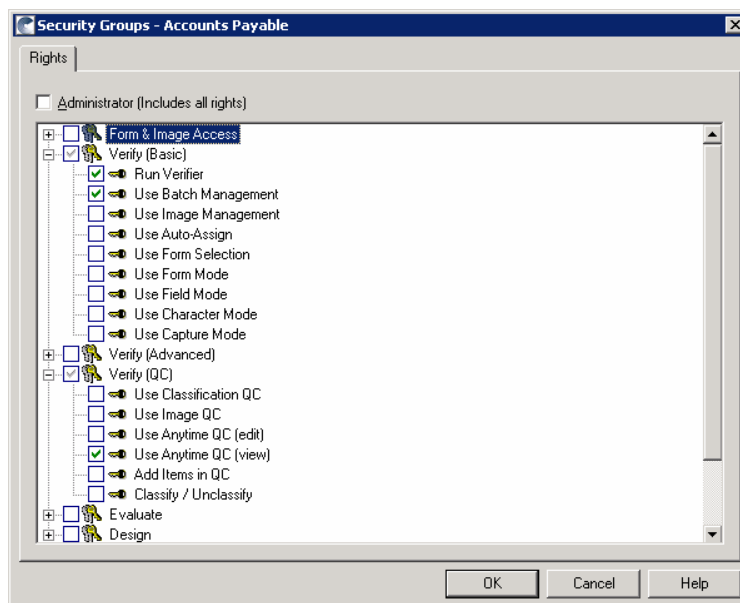 Security Groups - Accounts Payable
Rights
Administrator (Includes all rights)
Form & Image Access
Verify (Basic)
Run Verifier
Use Batch Management
Use Image Management
Use Auto-Assign
Use Form Selection
Use Form Mode
Use Field Mode
Use Character Mode
Use Capture Mode
Verify (Advanced)
Verify (QC)
Use Classification QC
Use Image QC
Use Anytime QC (edit)
Use Anytime QC (view)
Add Items in QC
Classify / Unclassify
Evaluate
Design
OK Cancel Help